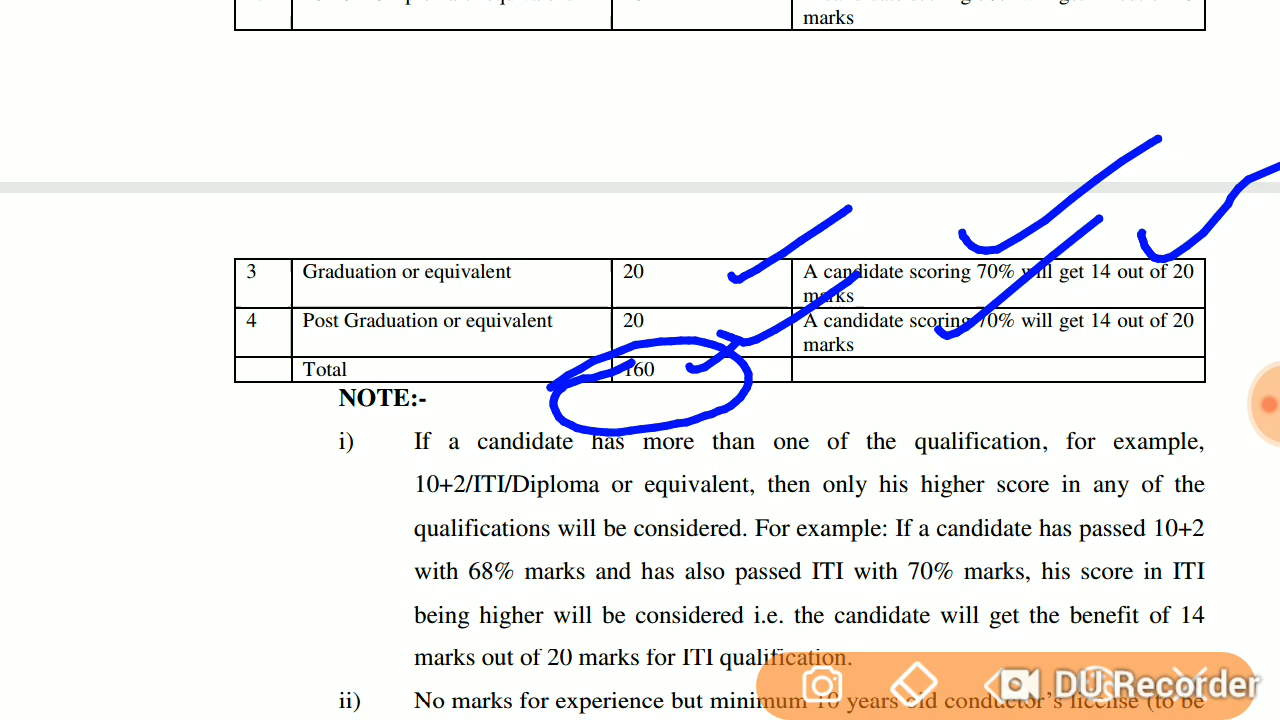 marks
3 Graduation or equivalent 20 A candidate scoring 70% will get 14 out of 20
marks
4 Post Graduation or equivalent 20 A candidate scoring 70% will get 14 out of 20
marks
Total 160
NOTE:-
i) If a candidate has more than one of the qualification, for example,
10+2/ITI/Diploma or equivalent, then only his higher score in any of the
qualifications will be considered. For example: If a candidate has passed 10+2
with 68% marks and has also passed ITI with 70% marks, his score in ITI
being higher will be considered i.e. the candidate will get the benefit of 14
marks out of 20 marks for ITI qualification.
ii) No marks for experience but minimum 10 years old conductor's license (to be
DU Recorder